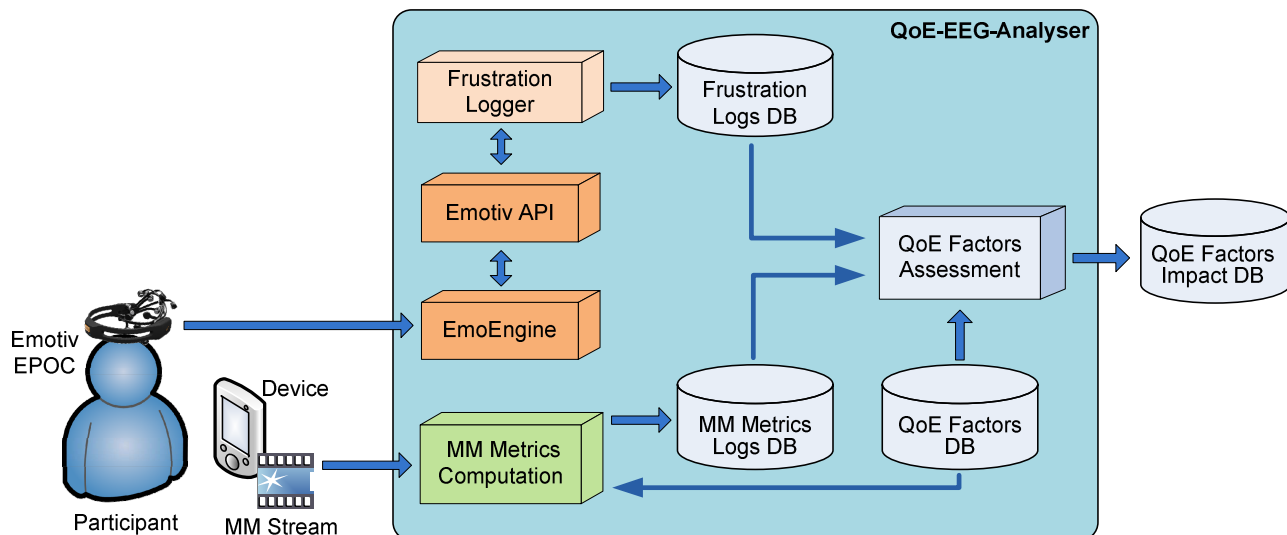 QoE-EEG-Analyser
Frustration
Logger
Frustration
Logs DB
Emotiv API
QoE Factors
Assessment
QoE Factors
Impact DB
EmoEngine
Emotiv
EPOC
Device
MM Metrics
Computation
MM Metrics
Logs DB
QoE Factors
DB
Participant
MM Stream